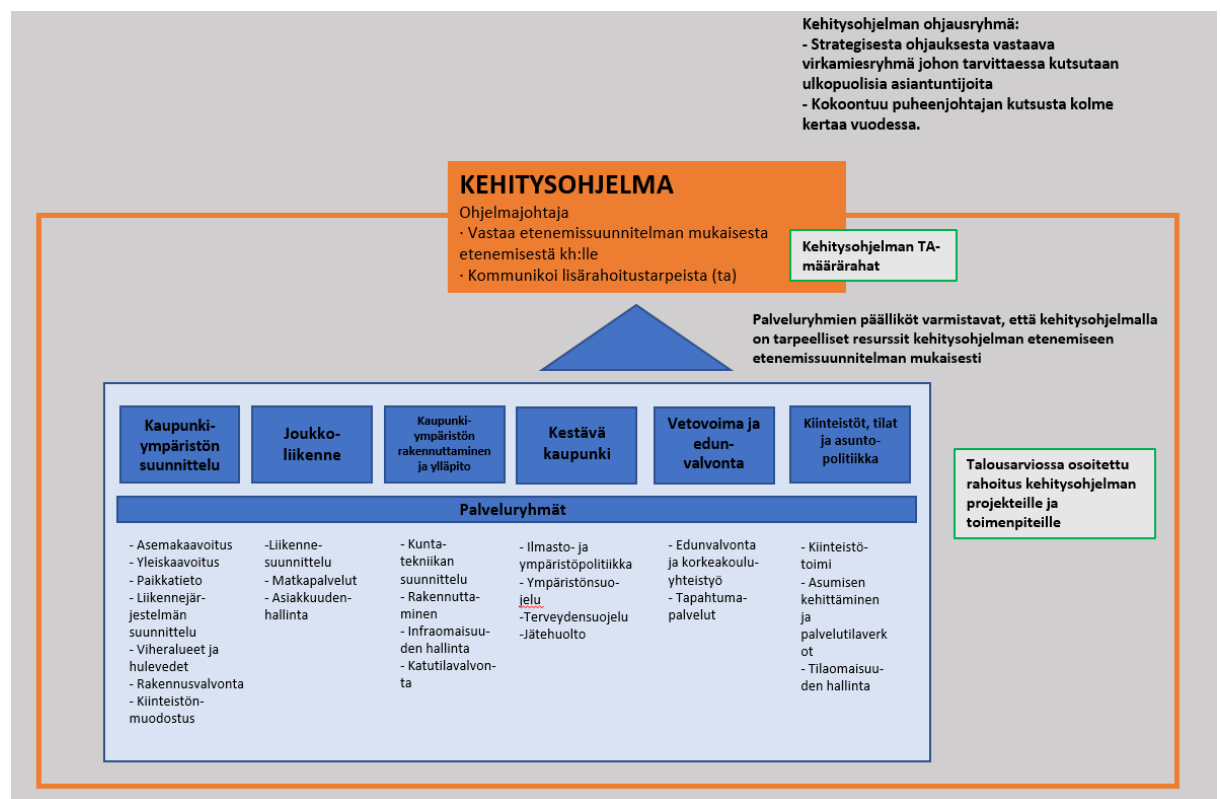 Kehitysohjelman ohjausryhmä:
- Strategisesta ohjauksesta vastaava
virkamiesryhmä johon tarvittaessa kutsutaan
ulkopuolisia asiantuntijoita
- Kokoontuu puheenjohtajan kutsusta kolme
kertaa vuodessa.
KEHITYSOHJELMA
Ohjelmajohtaja
· Vastaa etenemissuunnitelman mukaisesta
etenemisestä kh:lle
· Kommunikoi lisärahoitustarpeista (ta)
Kehitysohjelman TA-
määrärahat
Palveluryhmien päälliköt varmistavat, että kehitysohjelmalla
on tarpeelliset resurssit kehitysohjelman etenemiseen
etenemissuunnitelman mukaisesti
Kaupunki-
ympäristön
suunnittelu
Joukko-
liikenne
Kaupunki-
ympäristön
rakennuttaminen
ja ylläpito
Kestävä
kaupunki
Vetovoima ja
edun-
valvonta
Kiinteistöt, tilat
ja asunto-
politiikka
Palveluryhmät
- Asemakaavoitus
- Yleiskaavoitus
- Paikkatieto
- Liikennejär-
jestelmän
suunnittelu
- Viheralueet ja
hulevedet
- Rakennusvalvonta
- Kiinteistön-
muodostus
-Liikenne-
suunnittelu
- Matkapalvelut
- Asiakkuuden-
hallinta
- Kunta-
tekniikan
suunnittelu
- Rakennutta-
minen
- Infraomaisuu-
den hallinta
- Katutilavalvon-
ta
- Ilmasto- ja
ympäristöpolitiikka
- Ympäristönsuo-
jelu
-Terveydensuojelu
-Jätehuolto
- Edunvalvonta
ja korkeakoulu-
yhteistyö
- Tapahtuma-
palvelut
- Kiinteistö-
toimi
- Asumisen
kehittäminen
ja
palvelutilaverk
ot
- Tilaomaisuu-
den hallinta
Talousarviossa osoitettu
rahoitus kehitysohjelman
projekteille ja
toimenpiteille